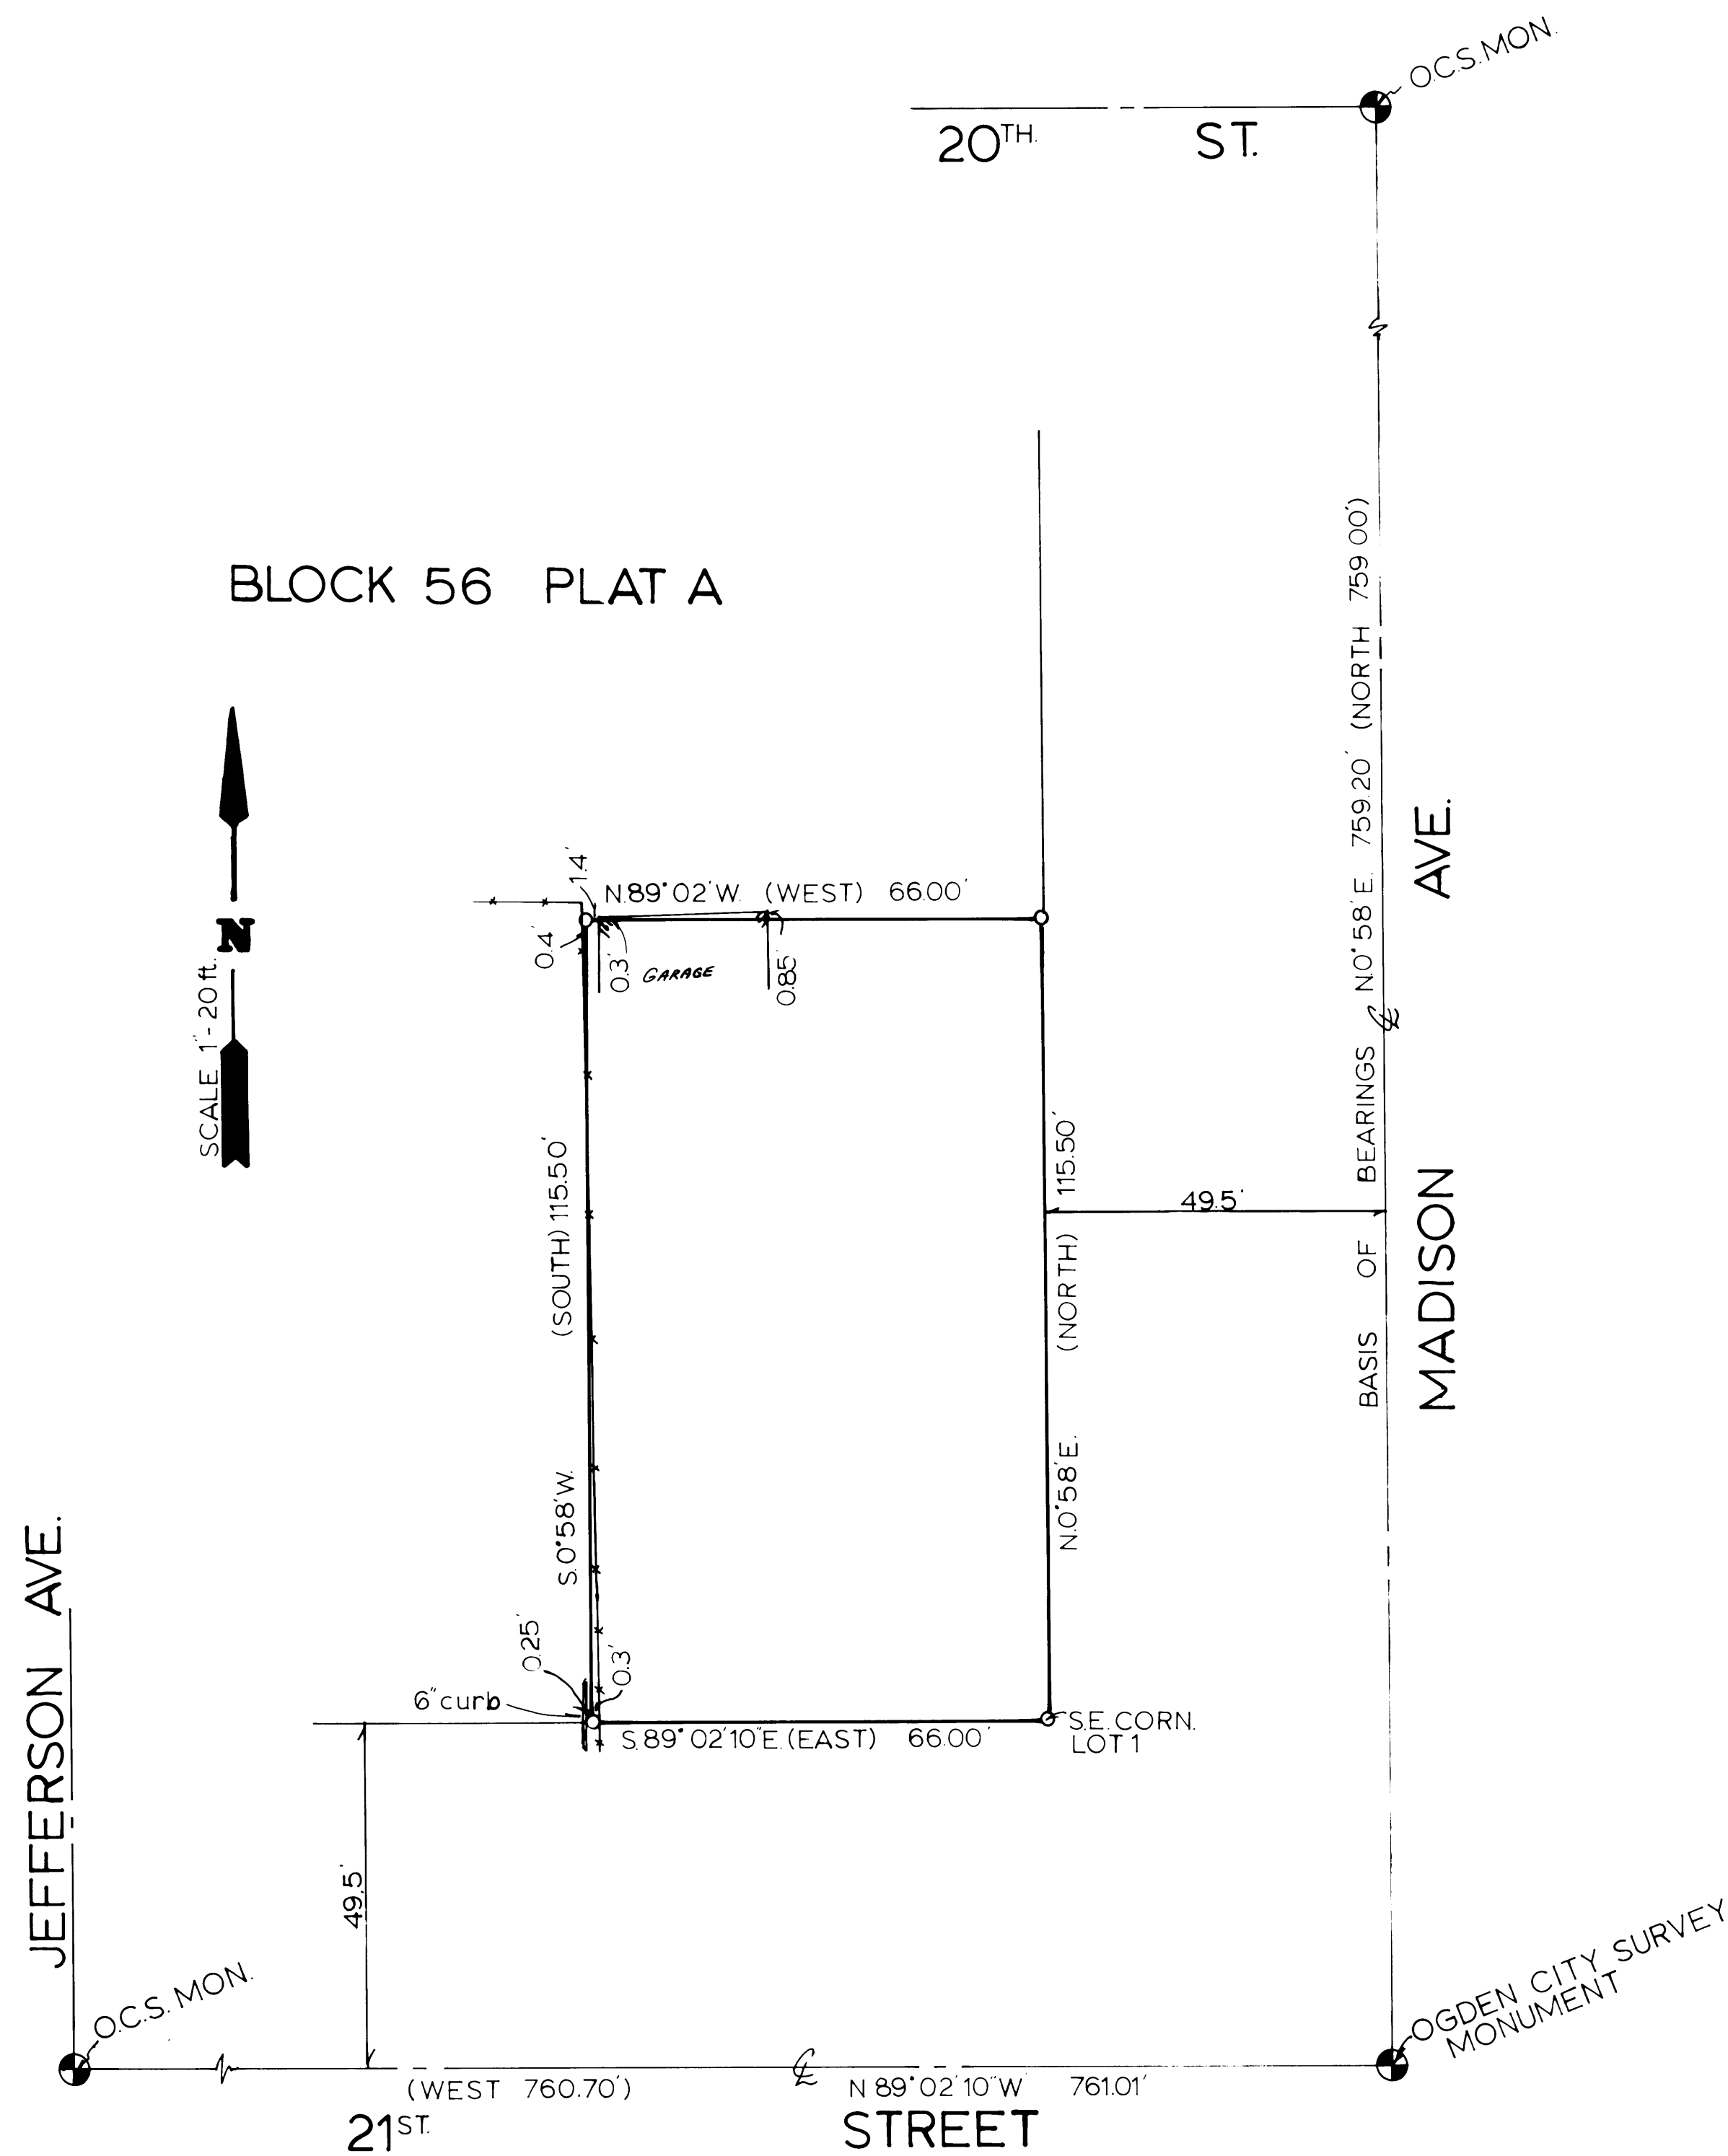 O.C.S. MON.
20TH. ST.
BLOCK 56 PLAT A
N
SCALE 1"- 20 ft.
N.0°58'E. 759.20' (NORTH 759.00')
BASIS OF BEARINGS
℄
MADISON AVE.
1.4'
N.89°02'W. (WEST) 66.00'
0.4'
0.3'
GARAGE
0.85'
(SOUTH) 115.50'
S.0°58'W.
115.50'
(NORTH)
N.0°58'E.
49.5'
0.25'
0.3'
6"curb
S.89°02'10"E.(EAST) 66.00'
S.E. CORN.
LOT 1
JEFFERSON AVE.
49.5'
O.C.S. MON.
OGDEN CITY SURVEY
MONUMENT
(WEST 760.70')
℄
N 89°02'10"W 761.01'
21ST. STREET